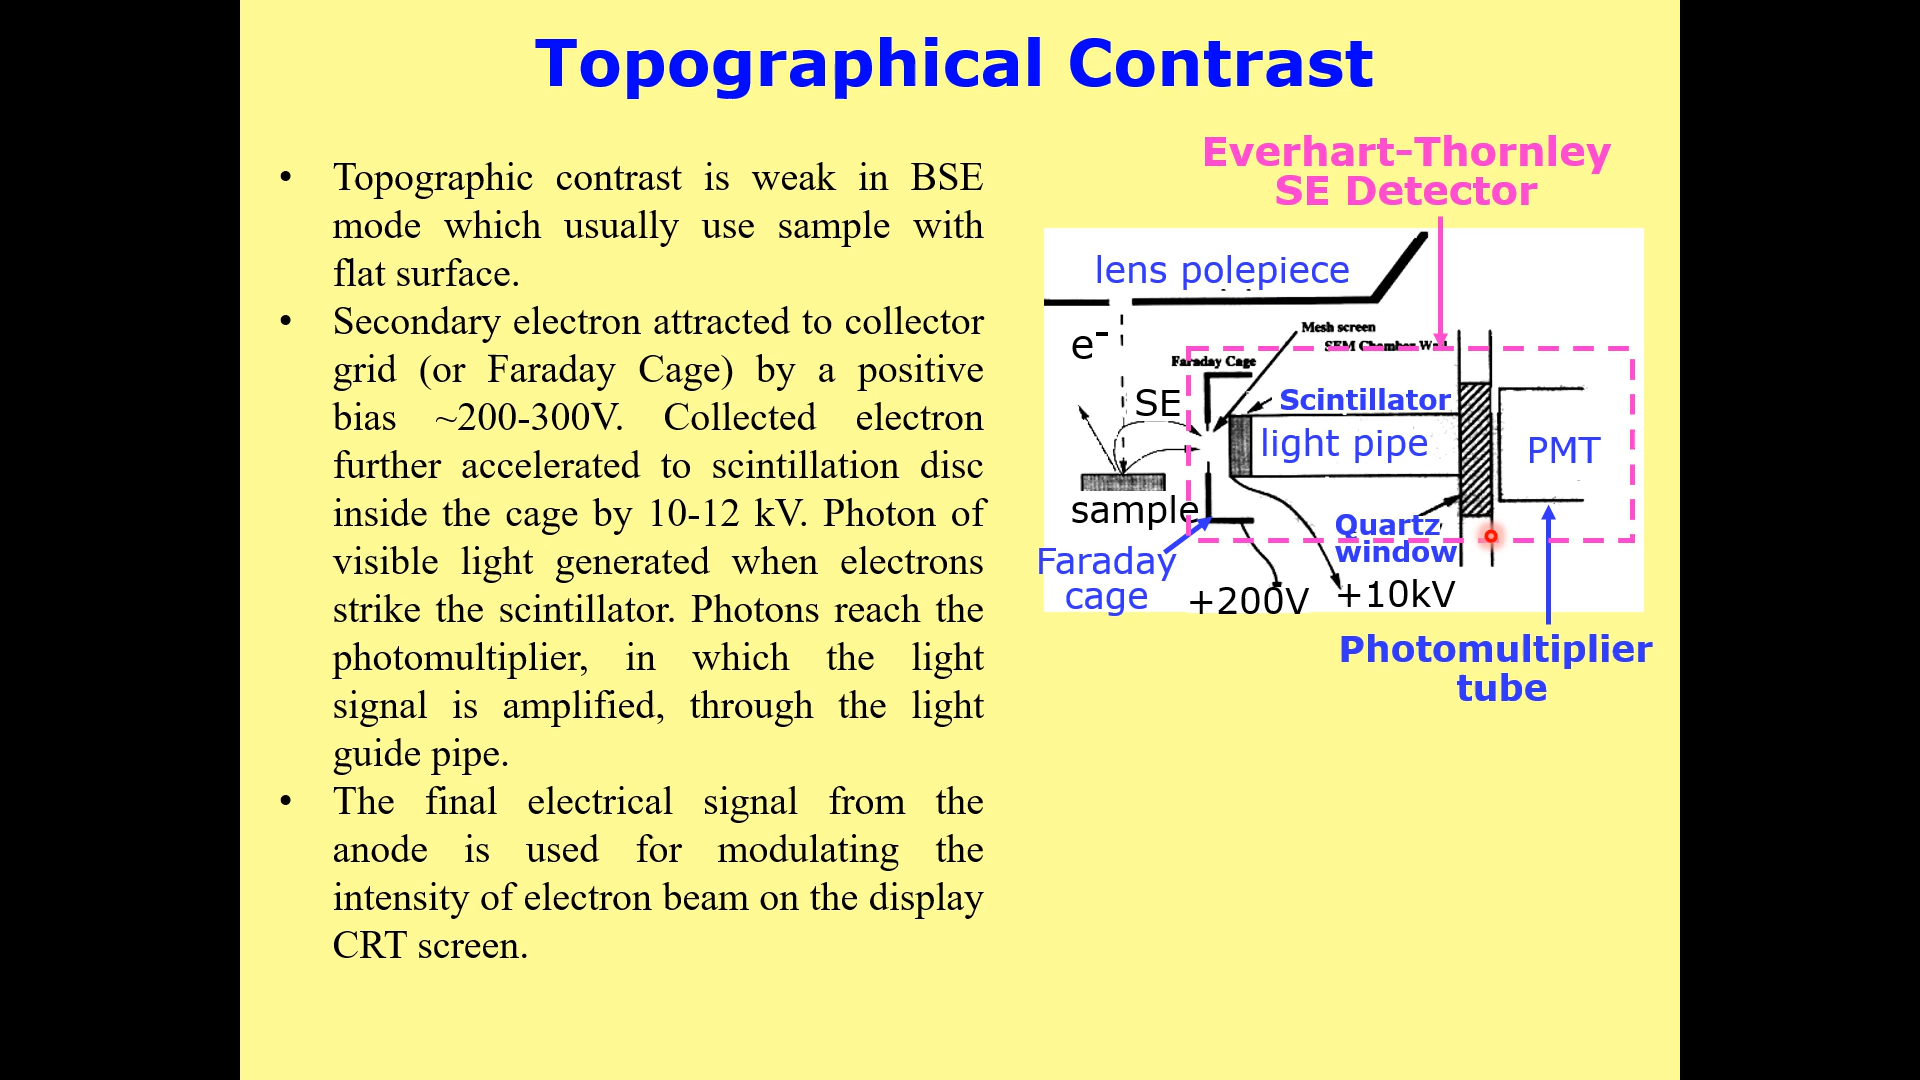 Topographical Contrast
• Topographic contrast is weak in BSE
mode which usually use sample with
flat surface.
• Secondary electron attracted to collector
grid (or Faraday Cage) by a positive
bias ~200-300V. Collected electron
further accelerated to scintillation disc
inside the cage by 10-12 kV. Photon of
visible light generated when electrons
strike the scintillator. Photons reach the
photomultiplier, in which the light
signal is amplified, through the light
guide pipe.
• The final electrical signal from the
anode is used for modulating the
intensity of electron beam on the display
CRT screen.
Everhart-Thornley
SE Detector
lens polepiece
e-
Mesh screen
SEM Chamber Wall
Faraday Cage
SE
Scintillator
light pipe
PMT
sample
Quartz
window
Faraday
cage
+200V
+10kV
Photomultiplier
tube